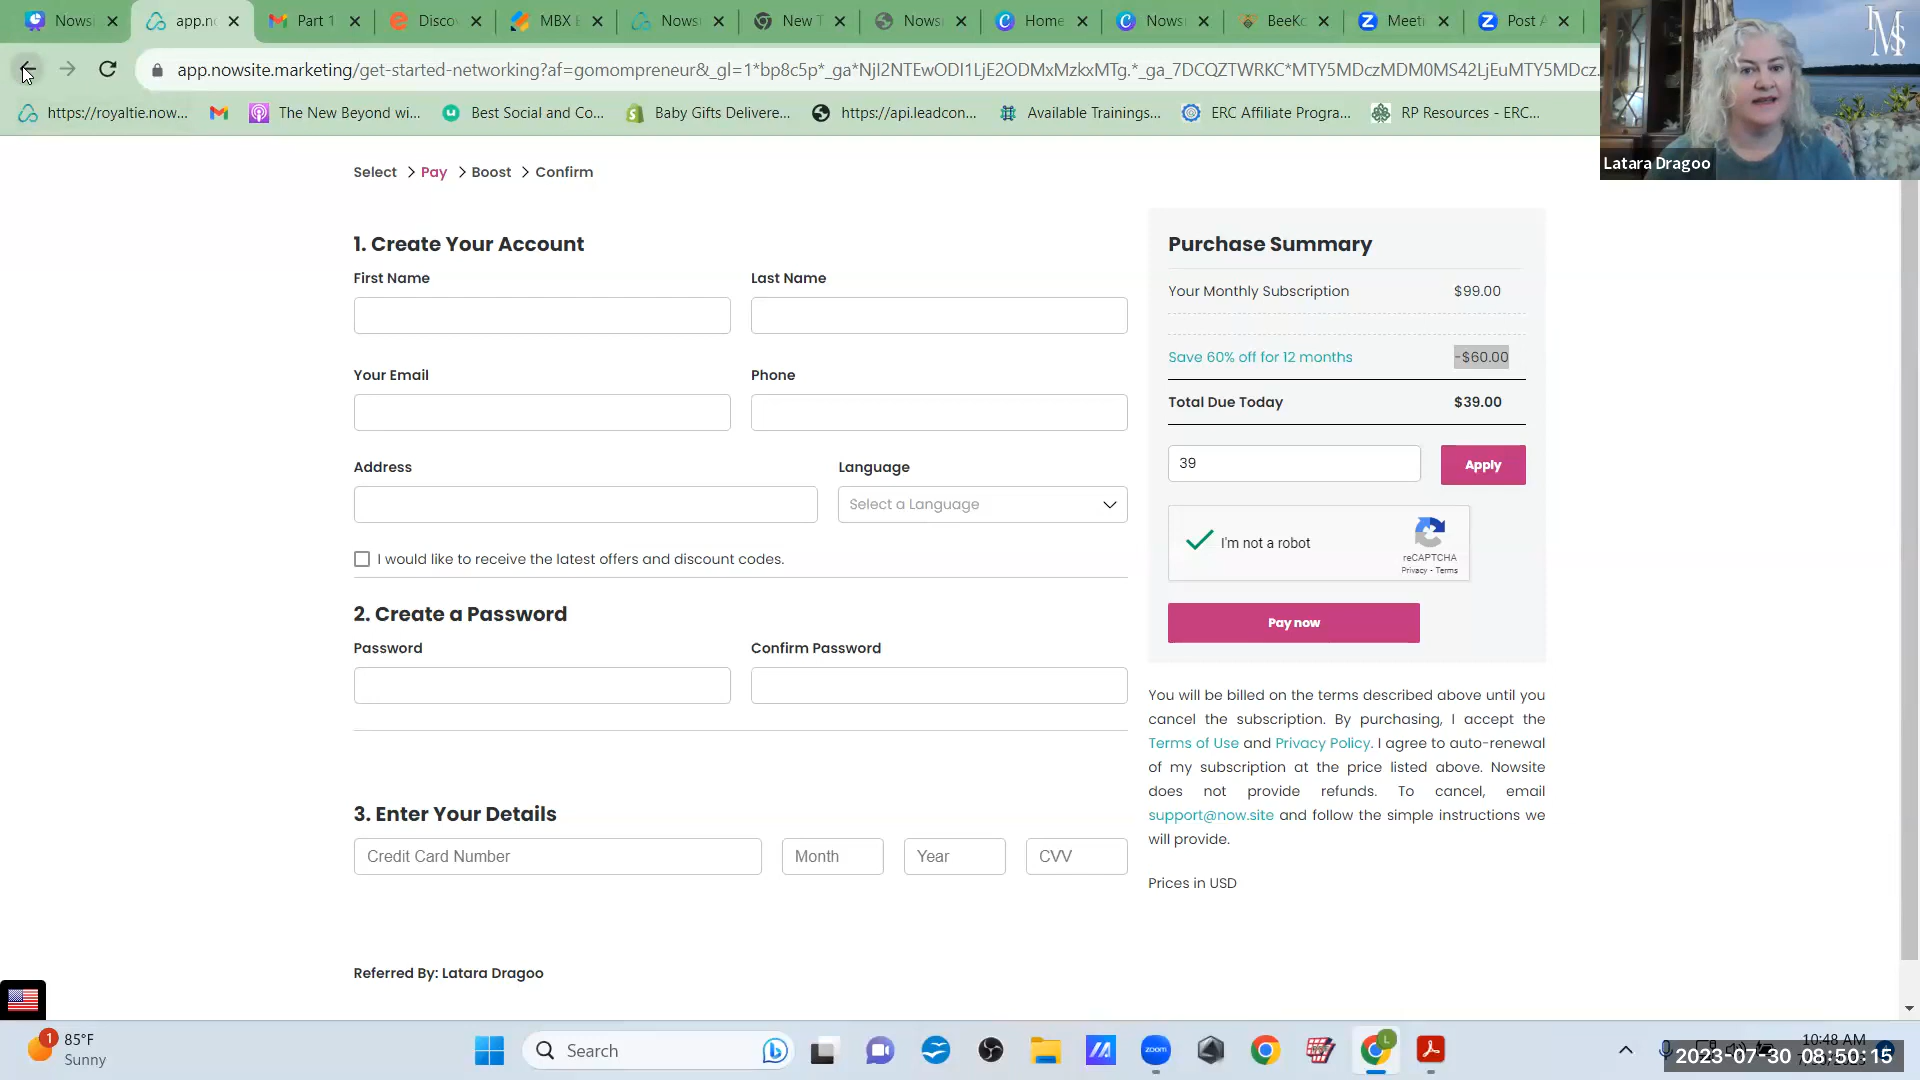 Nowsi
app.n
Part 1
Disco
MBX E
Nows
New T
Nows
Home
Nows
BeeKo
Meeti
Post A
app.nowsite.marketing/get-started-networking?af=gomompreneur&_gl=1*bp8c5p*_ga*NjI2NTEwODI1LjE2ODMxMzkxMTg.*_ga_7DCQZTWRKC*MTY5MDczMDM0MS42LjEuMTY5MDcz...
https://royaltie.now...
The New Beyond wi...
Best Social and Co...
Baby Gifts Delivere...
https://api.leadcon...
Available Trainings...
ERC Affiliate Progra...
RP Resources - ERC...
IMS
Latara Dragoo
Select > Pay > Boost > Confirm
1. Create Your Account
First Name
Last Name
Your Email
Phone
Address
Language
Select a Language
I would like to receive the latest offers and discount codes.
2. Create a Password
Password
Confirm Password
3. Enter Your Details
Credit Card Number
Month
Year
CVV
Referred By: Latara Dragoo
Purchase Summary
Your Monthly Subscription $99.00
Save 60% off for 12 months -$60.00
Total Due Today $39.00
39
Apply
I'm not a robot
reCAPTCHA
Privacy - Terms
Pay now
You will be billed on the terms described above until you
cancel the subscription. By purchasing, I accept the
Terms of Use and Privacy Policy. I agree to auto-renewal
of my subscription at the price listed above. Nowsite
does not provide refunds. To cancel, email
support@now.site and follow the simple instructions we
will provide.
Prices in USD
1
85°F
Sunny
Search
zoom
L
10:48 AM
2023-07-30 08:50:15